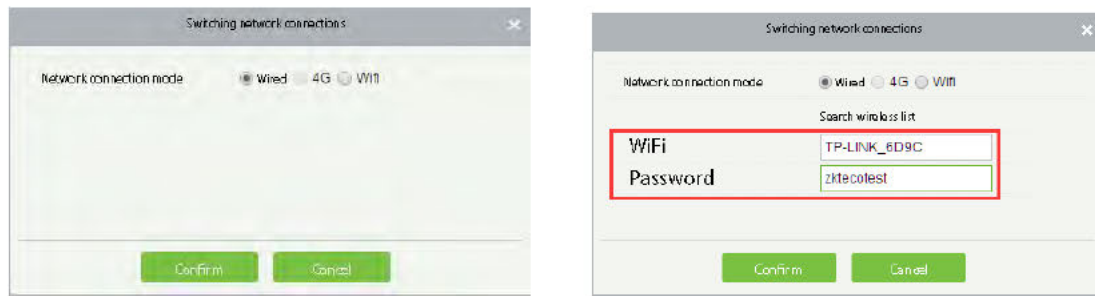 Switching network connections
Network connection mode Wired 4G Wifi
Confirm Cancel
Switching network connections
Network connection mode Wired 4G Wifi
Search wireless list
WiFi TP-LINK_6D9C
Password zktecotest
Confirm Cancel